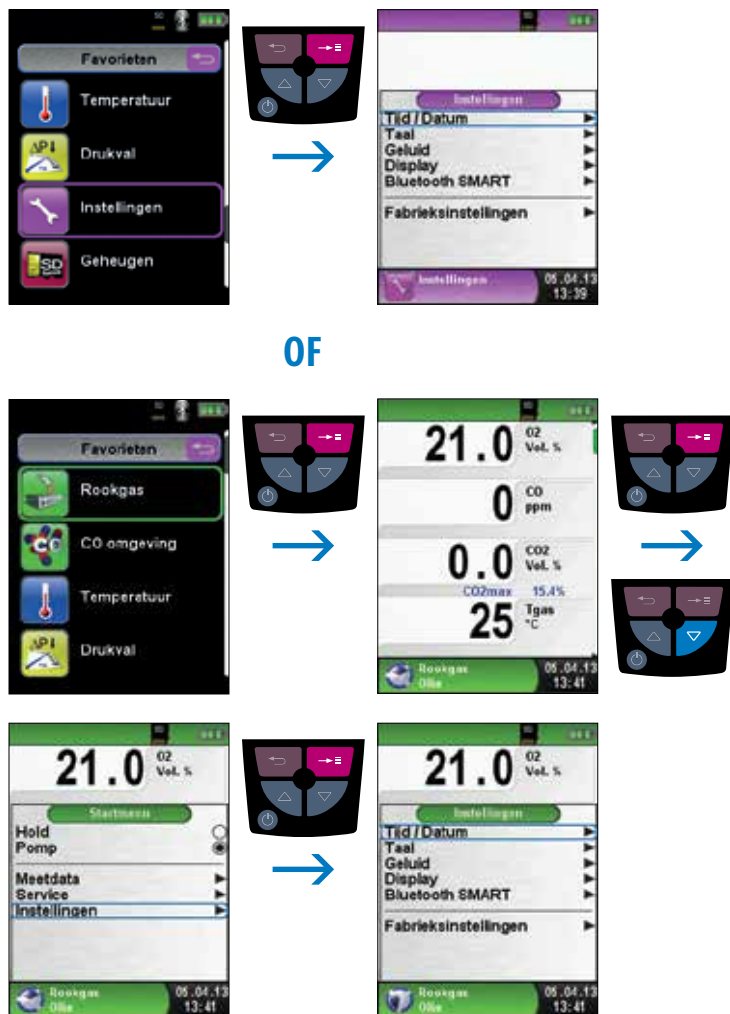 Favorieten
Temperatuur
ΔP↓
Drukval
Instellingen
SD
Geheugen
Instellingen
Tijd / Datum
Taal
Geluid
Display
Bluetooth SMART
Fabrieksinstellingen
Instellingen
05.04.13
13:39
OF
Favorieten
Rookgas
CO
CO omgeving
Temperatuur
ΔP↓
Drukval
21.0 O2 Vol. %
0 CO ppm
0.0 CO2 Vol. %
CO2max 15.4%
25 Tgas °C
Rookgas
Olie
05.04.13
13:41
21.0 O2 Vol. %
Startmenu
Hold
Pomp
Meetdata
Service
Instellingen
Rookgas
Olie
05.04.13
13:41
21.0 O2 Vol. %
Instellingen
Tijd / Datum
Taal
Geluid
Display
Bluetooth SMART
Fabrieksinstellingen
Rookgas
Olie
05.04.13
13:41